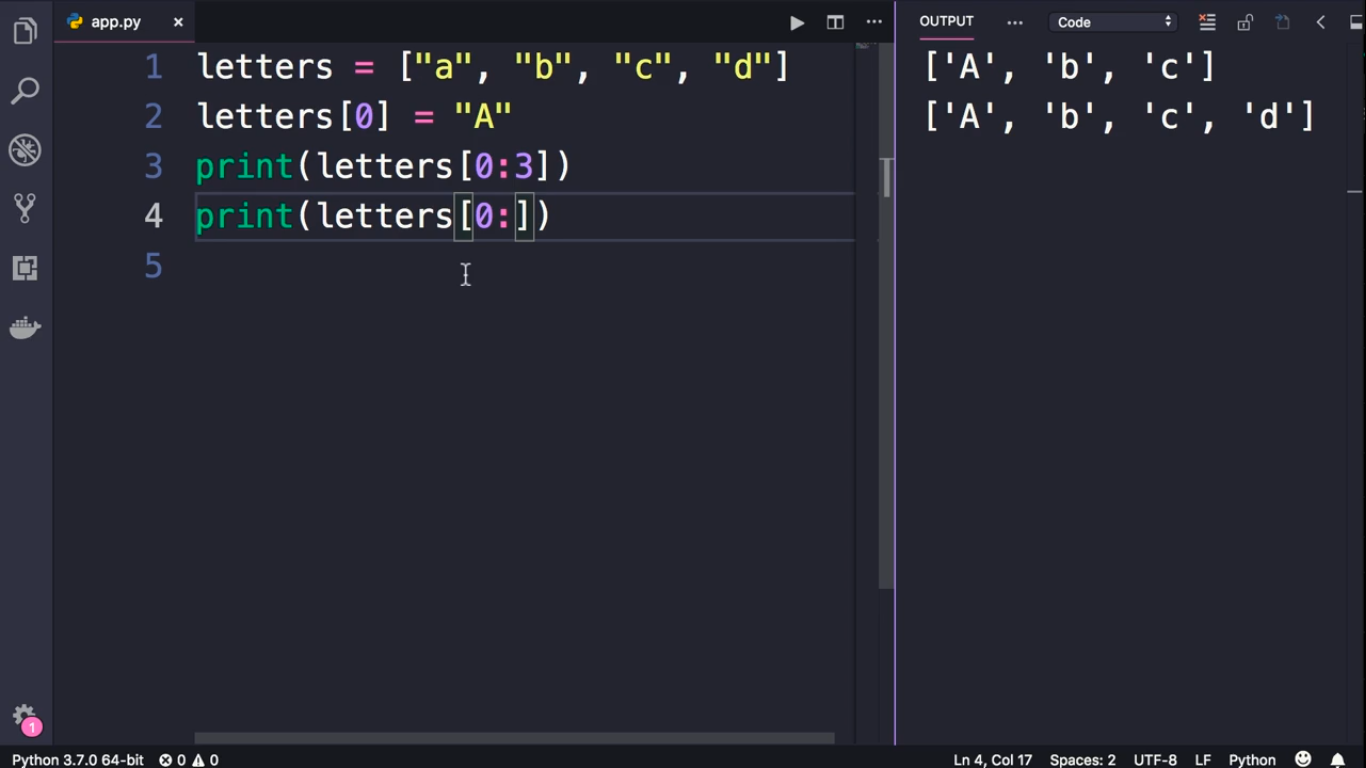 app.py
OUTPUT
Code
1 letters = ["a", "b", "c", "d"]
2 letters[0] = "A"
3 print(letters[0:3])
4 print(letters[0:])
5
['A', 'b', 'c']
['A', 'b', 'c', 'd']
1
Python 3.7.0 64-bit 0 0 Ln 4, Col 17 Spaces: 2 UTF-8 LF Python